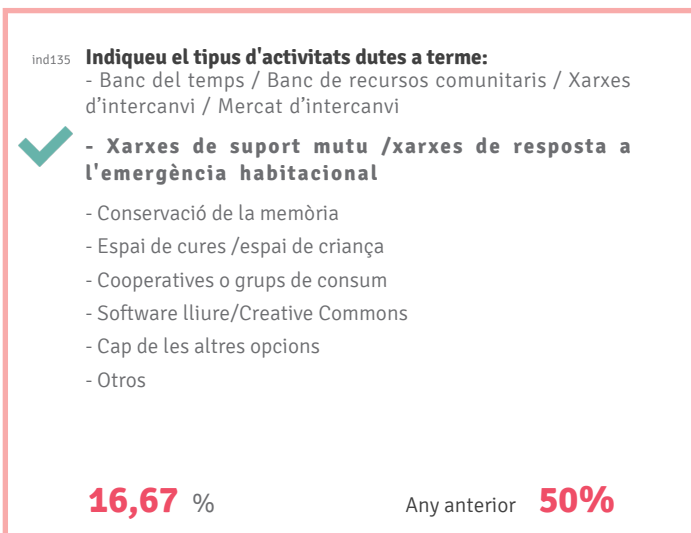 ind135 Indiqueu el tipus d'activitats dutes a terme:
- Banc del temps / Banc de recursos comunitaris / Xarxes
d’intercanvi / Mercat d’intercanvi
- Xarxes de suport mutu /xarxes de resposta a
l'emergència habitacional
- Conservació de la memòria
- Espai de cures /espai de criança
- Cooperatives o grups de consum
- Software lliure/Creative Commons
- Cap de les altres opcions
- Otros
16,67 % Any anterior 50%